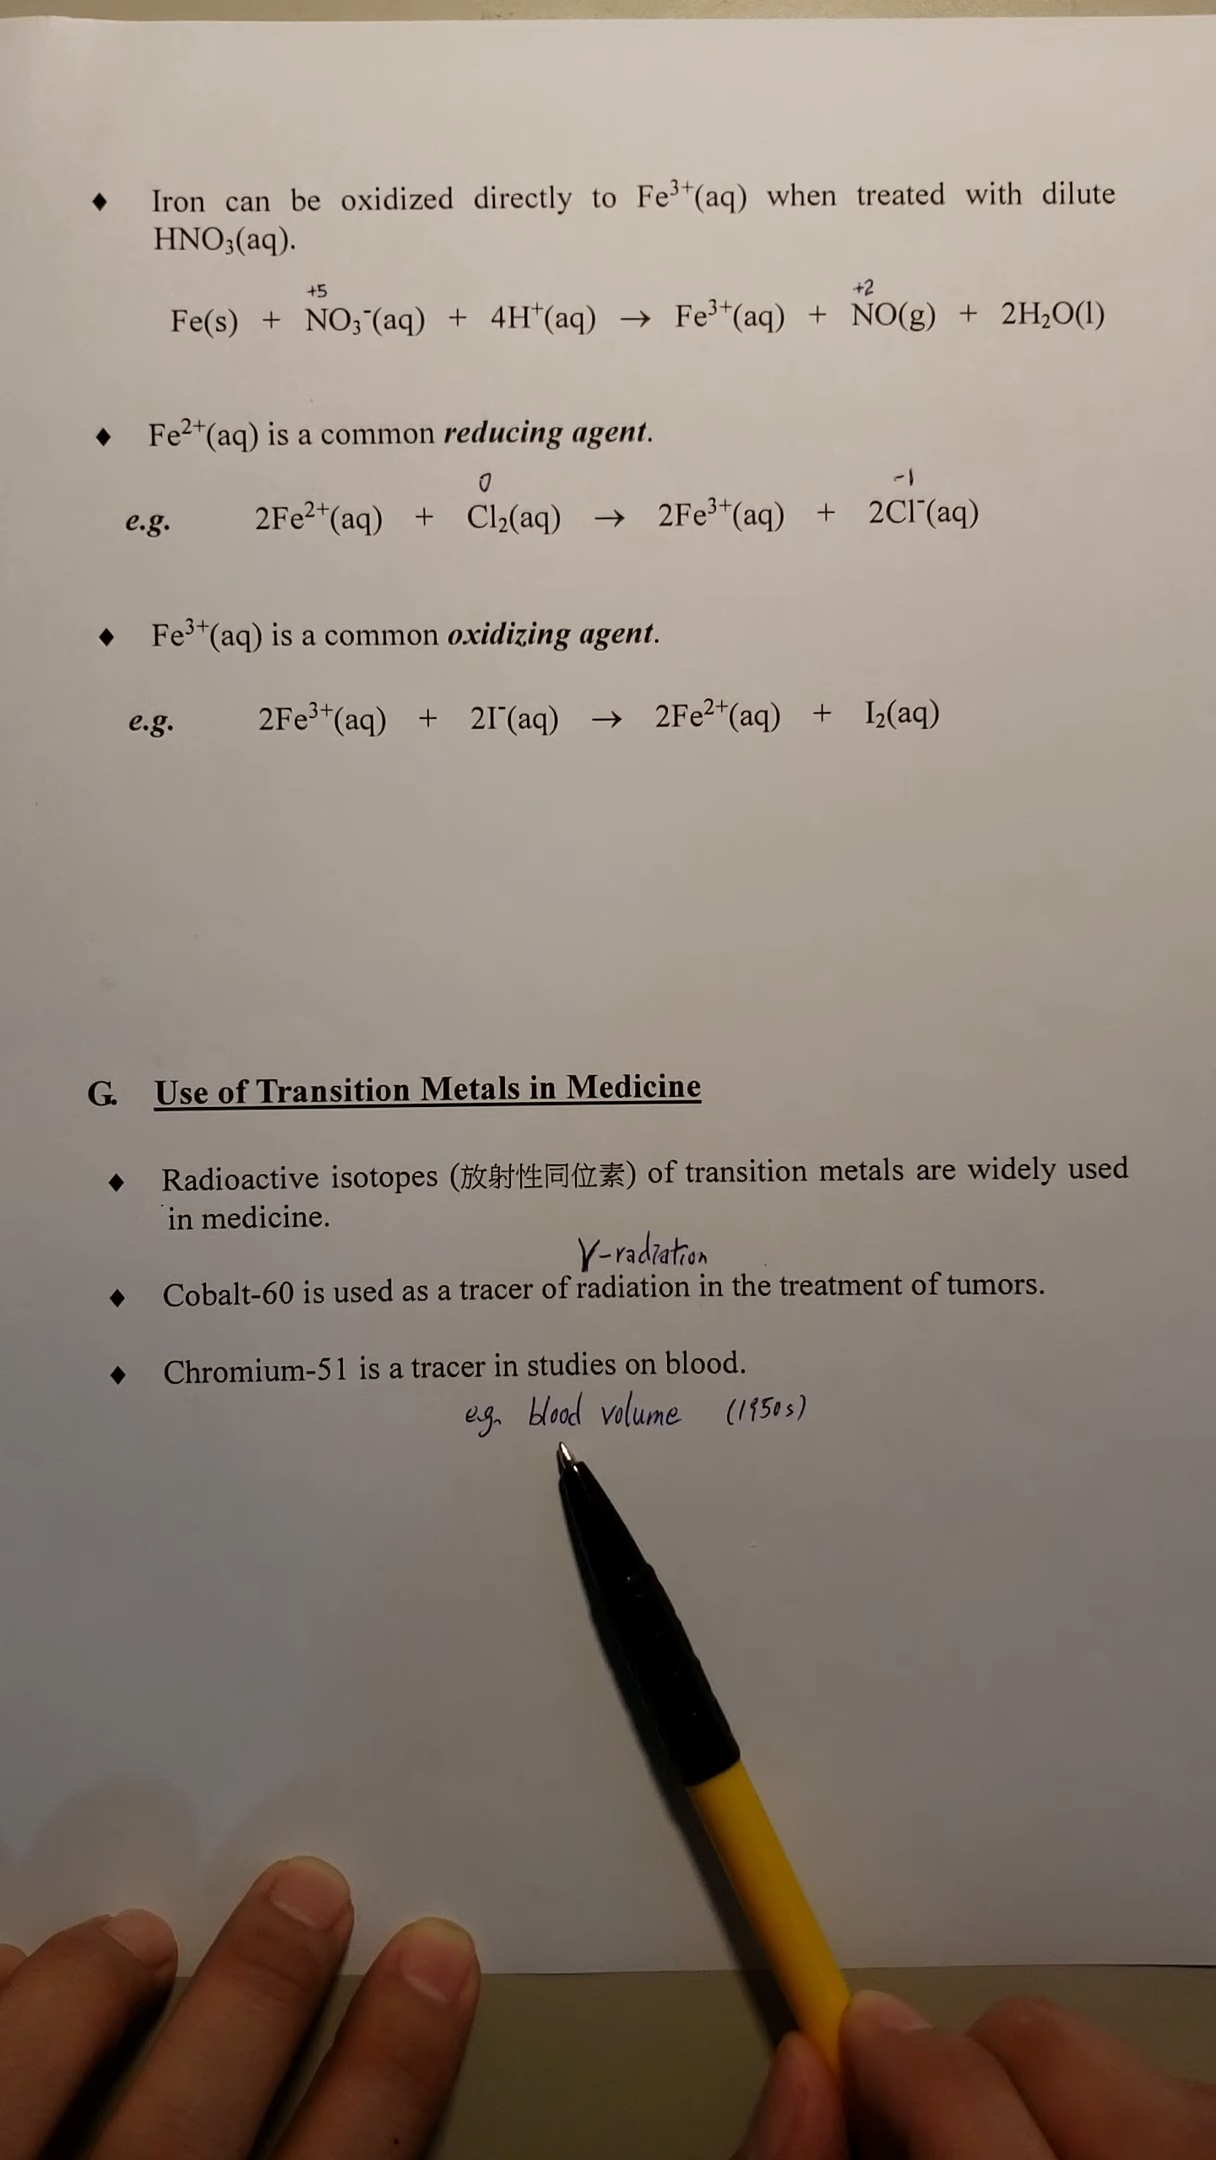 ♦ Iron can be oxidized directly to Fe³⁺(aq) when treated with dilute
HNO₃(aq).
+5 +2
Fe(s) + NO₃⁻(aq) + 4H⁺(aq) → Fe³⁺(aq) + NO(g) + 2H₂O(l)
♦ Fe²⁺(aq) is a common reducing agent.
0 -1
e.g. 2Fe²⁺(aq) + Cl₂(aq) → 2Fe³⁺(aq) + 2Cl⁻(aq)
♦ Fe³⁺(aq) is a common oxidizing agent.
e.g. 2Fe³⁺(aq) + 2I⁻(aq) → 2Fe²⁺(aq) + I₂(aq)
G. Use of Transition Metals in Medicine
♦ Radioactive isotopes (放射性同位素) of transition metals are widely used
in medicine.
γ-radiation
♦ Cobalt-60 is used as a tracer of radiation in the treatment of tumors.
♦ Chromium-51 is a tracer in studies on blood.
e.g. blood volume (1950s)